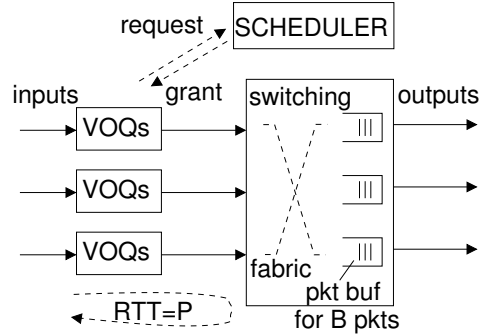 request
SCHEDULER
inputs
grant
switching
outputs
VOQs
VOQs
VOQs
fabric
RTT=P
pkt buf
for B pkts